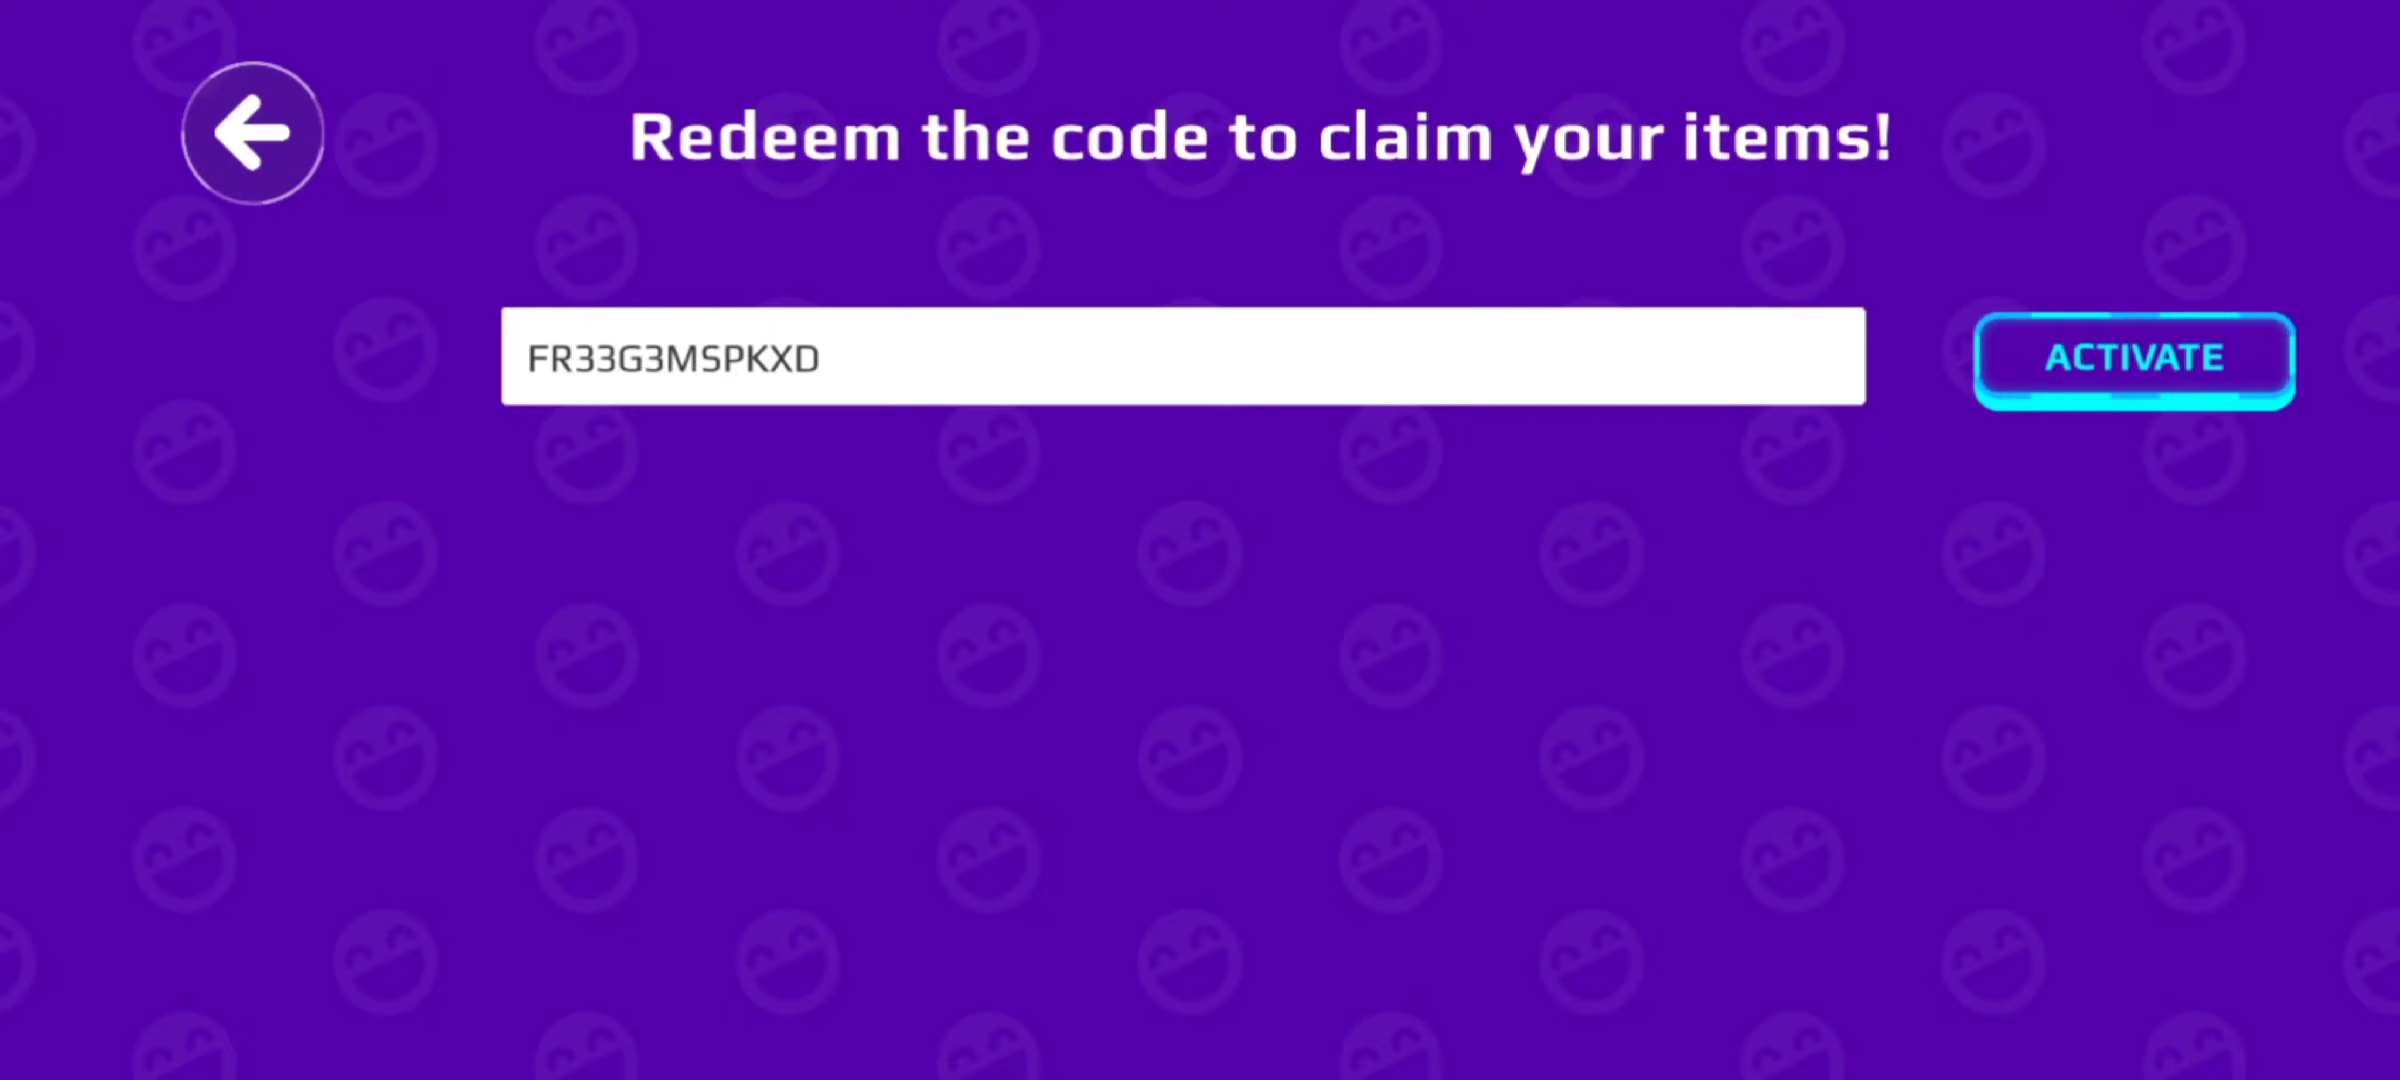 Redeem the code to claim your items!
FR33G3MSPKXD
ACTIVATE